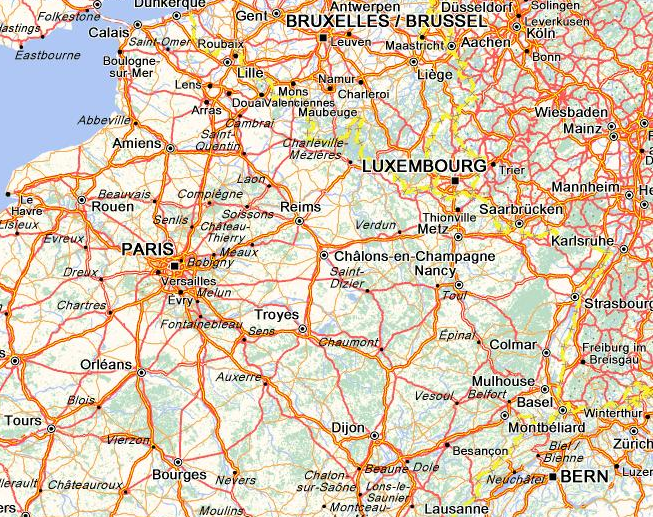 Folkestone
Dunkerque
Antwerpen
Düsseldorf
Solingen
Gent
BRUXELLES / BRUSSEL
Leverkusen
Hastings
Calais
Saint-Omer
Roubaix
Leuven
Maastricht
Aachen
Köln
Eastbourne
Boulogne-
sur-Mer
Lille
Namur
Liège
Bonn
Lens
Mons
Charleroi
Douai
Valenciennes
Arras
Maubeuge
Wiesbaden
Abbeville
Cambrai
Mainz
Amiens
Saint-
Quentin
Charleville-
Mézières
LUXEMBOURG
Trier
Laon
Mannheim
Le
Havre
Beauvais
Compiègne
Rouen
Soissons
Reims
Thionville
Saarbrücken
Lisieux
Senlis
Château-
Thierry
Verdun
Metz
Evreux
PARIS
Meaux
Karlsruhe
Bobigny
Châlons-en-Champagne
Dreux
Versailles
Saint-
Dizier
Nancy
Evry
Melun
Toul
Strasbourg
Chartres
Fontainebleau
Troyes
Sens
Chaumont
Épinal
Colmar
Freiburg im
Breisgau
Orléans
Auxerre
Mulhouse
Blois
Vesoul
Belfort
Basel
Tours
Winterthur
Dijon
Montbéliard
Vierzon
Besançon
Biel /
Bienne
Zürich
Bourges
Beaune
Dole
Nevers
Chalon-
sur-Saône
Lons-le-
Saunier
Neuchâtel
BERN
Luzer
Châteauroux
Moulins
Montceau-
Lausanne